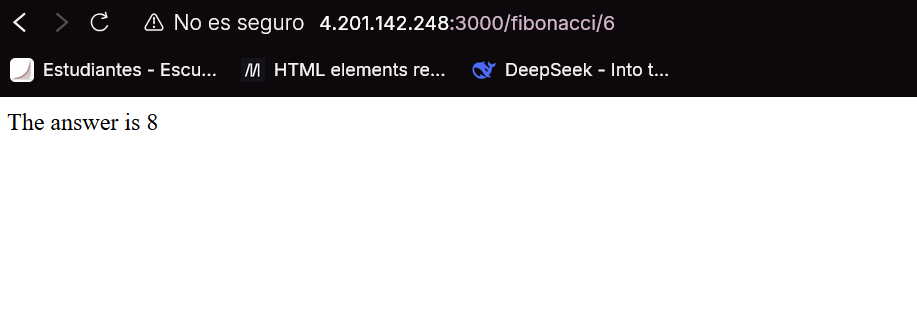 No es seguro 4.201.142.248:3000/fibonacci/6
Estudiantes - Escu... HTML elements re... DeepSeek - Into t...
The answer is 8